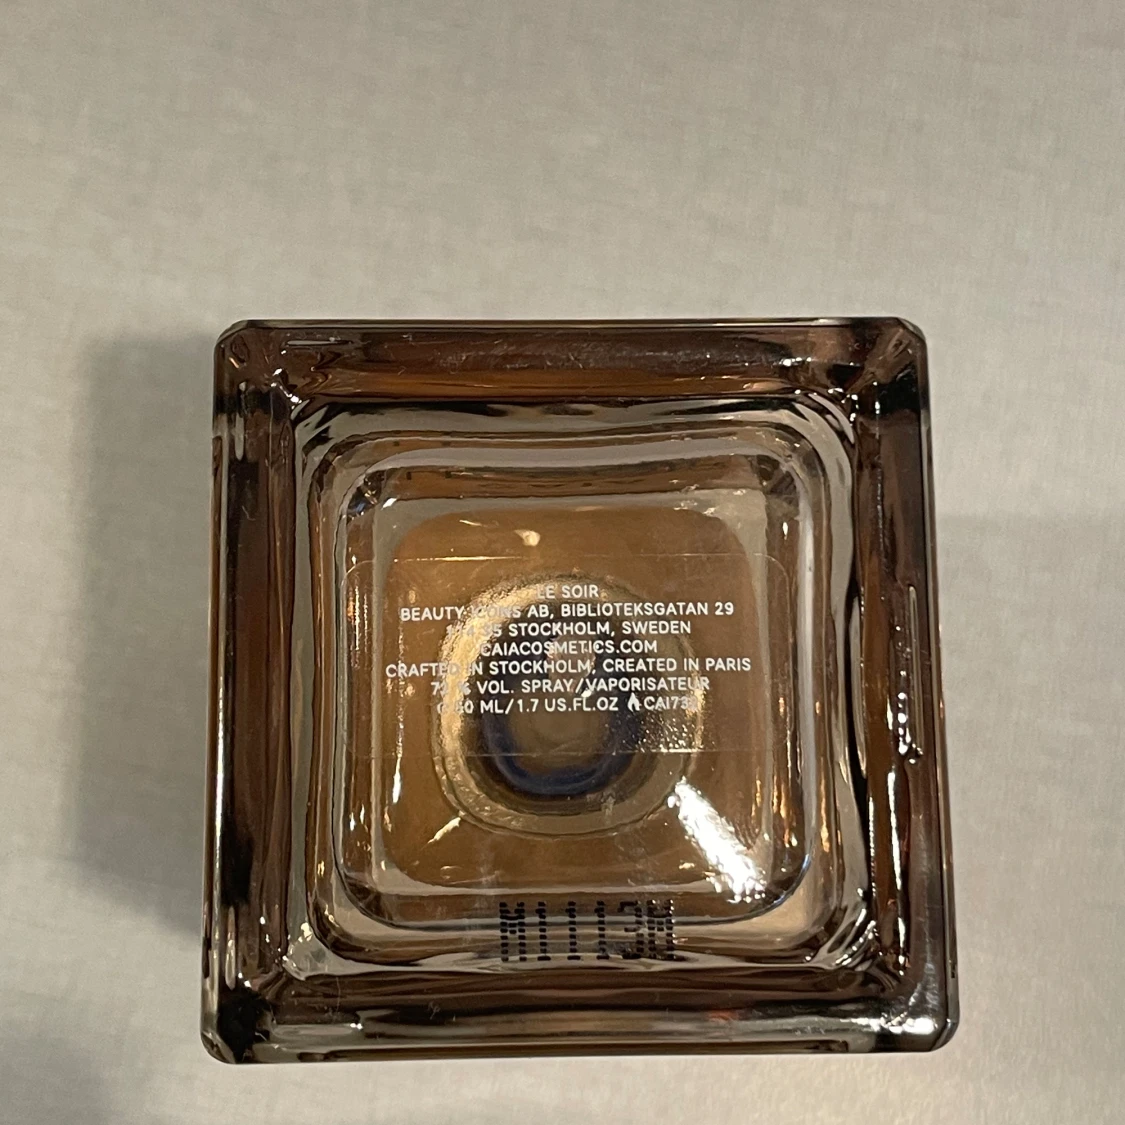 LE SOIR
BEAUTY ICONS AB, BIBLIOTEKSGATAN 29
STOCKHOLM, SWEDEN
CAIACOSMETICS.COM
CRAFTED IN STOCKHOLM, CREATED IN PARIS
VOL. SPRAY/VAPORISATEUR
50 ML/1.7 US.FL.OZ